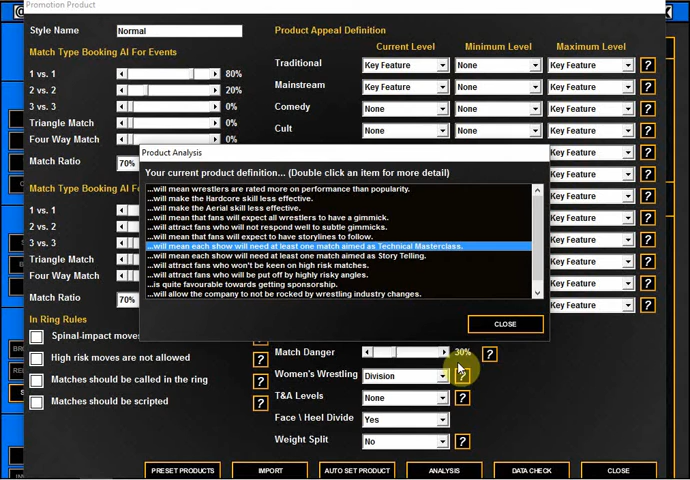 Promotion Product
Style Name Normal
Product Appeal Definition
Match Type Booking AI For Events
Current Level Minimum Level Maximum Level
1 vs. 1 80%
Traditional Key Feature None Key Feature ?
2 vs. 2 20%
Mainstream Key Feature None Key Feature ?
3 vs. 3 0%
Comedy None None Key Feature ?
Triangle Match 0%
Cult None None Key Feature ?
Four Way Match 0%
Match Ratio 70%
Product Analysis
Your current product definition... (Double click an item for more detail)
...will mean wrestlers are rated more on performance than popularity.
...will make the Hardcore skill less effective.
...will make the Aerial skill less effective.
...will mean that fans will expect all wrestlers to have a gimmick.
...will attract fans who will not respond well to subtle gimmicks.
...will mean that fans will expect to have storylines to follow.
...will mean each show will need at least one match aimed as Technical Masterclass.
...will mean each show will need at least one match aimed as Story Telling.
...will attract fans who won't be keen on high risk matches.
...will attract fans who will be put off by highly risky angles.
...is quite favourable towards getting sponsorship.
...will allow the company to not be rocked by wrestling industry changes.
CLOSE
Key Feature ?
Key Feature ?
Key Feature ?
Key Feature ?
Key Feature ?
Key Feature ?
Key Feature ?
Key Feature ?
Match Type Booking AI Fo
1 vs. 1
2 vs. 2
3 vs. 3
Triangle Match
Four Way Match
Match Ratio 70%
In Ring Rules
Spinal-impact moves
High risk moves are not allowed ?
Matches should be called in the ring ?
Matches should be scripted ?
Match Danger 30% ?
Women's Wrestling Division ?
T&A Levels None ?
Face \ Heel Divide Yes
Weight Split No ?
PRESET PRODUCTS IMPORT AUTO SET PRODUCT ANALYSIS DATA CHECK CLOSE